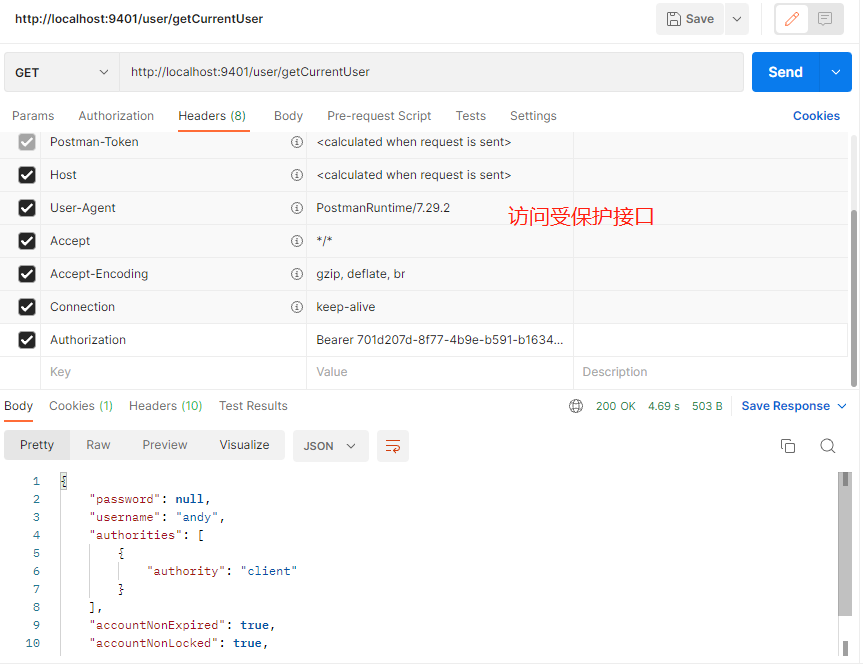 http://localhost:9401/user/getCurrentUser
Save
GET http://localhost:9401/user/getCurrentUser Send
Params Authorization Headers (8) Body Pre-request Script Tests Settings Cookies
Postman-Token <calculated when request is sent>
Host <calculated when request is sent>
User-Agent PostmanRuntime/7.29.2
访问受保护接口
Accept */*
Accept-Encoding gzip, deflate, br
Connection keep-alive
Authorization Bearer 701d207d-8f77-4b9e-b591-b1634...
Key Value Description
Body Cookies (1) Headers (10) Test Results 200 OK 4.69 s 503 B Save Response
Pretty Raw Preview Visualize JSON
1 {
2 "password": null,
3 "username": "andy",
4 "authorities": [
5 {
6 "authority": "client"
7 }
8 ],
9 "accountNonExpired": true,
10 "accountNonLocked": true,